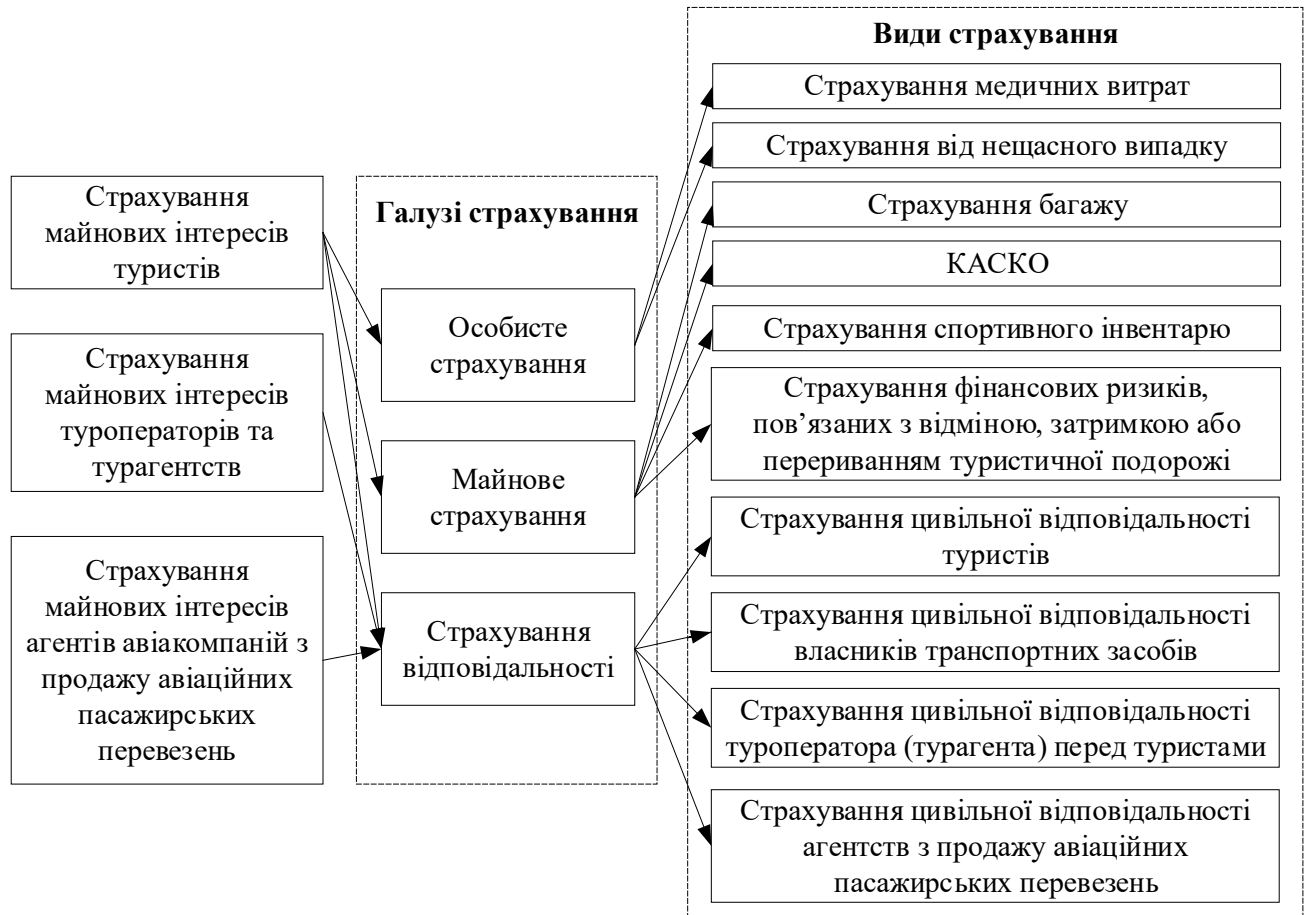 Страхування
майнових інтересів
туристів
Страхування
майнових інтересів
туроператорів та
турагентств
Страхування
майнових інтересів
агентів авіакомпаній з
продажу авіаційних
пасажирських
перевезень
Галузі страхування
Особисте
страхування
Майнове
страхування
Страхування
відповідальності
Види страхування
Страхування медичних витрат
Страхування від нещасного випадку
Страхування багажу
КАСКО
Страхування спортивного інвентарю
Страхування фінансових ризиків,
пов’язаних з відміною, затримкою або
перериванням туристичної подорожі
Страхування цивільної відповідальності
туристів
Страхування цивільної відповідальності
власників транспортних засобів
Страхування цивільної відповідальності
туроператора (турагента) перед туристами
Страхування цивільної відповідальності
агентств з продажу авіаційних
пасажирських перевезень